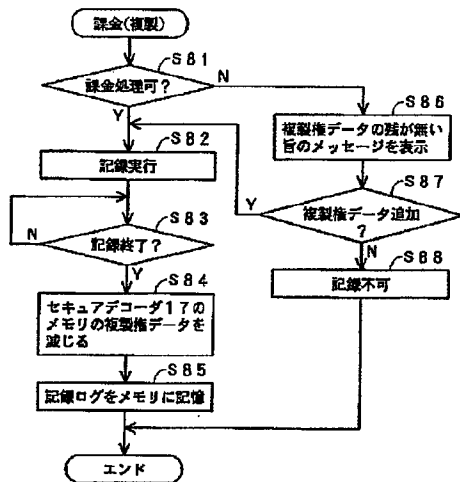 課金(複製)
S81
課金処理可?
N
Y
S82
記録実行
S83
記録終了?
N
Y
S84
セキュアデコーダ17の
メモリの複製権データを
減じる
S85
記録ログをメモリに記憶
エンド
S86
複製権データの残が無い
旨のメッセージを表示
S87
複製権データ追加
?
Y
N
S88
記録不可